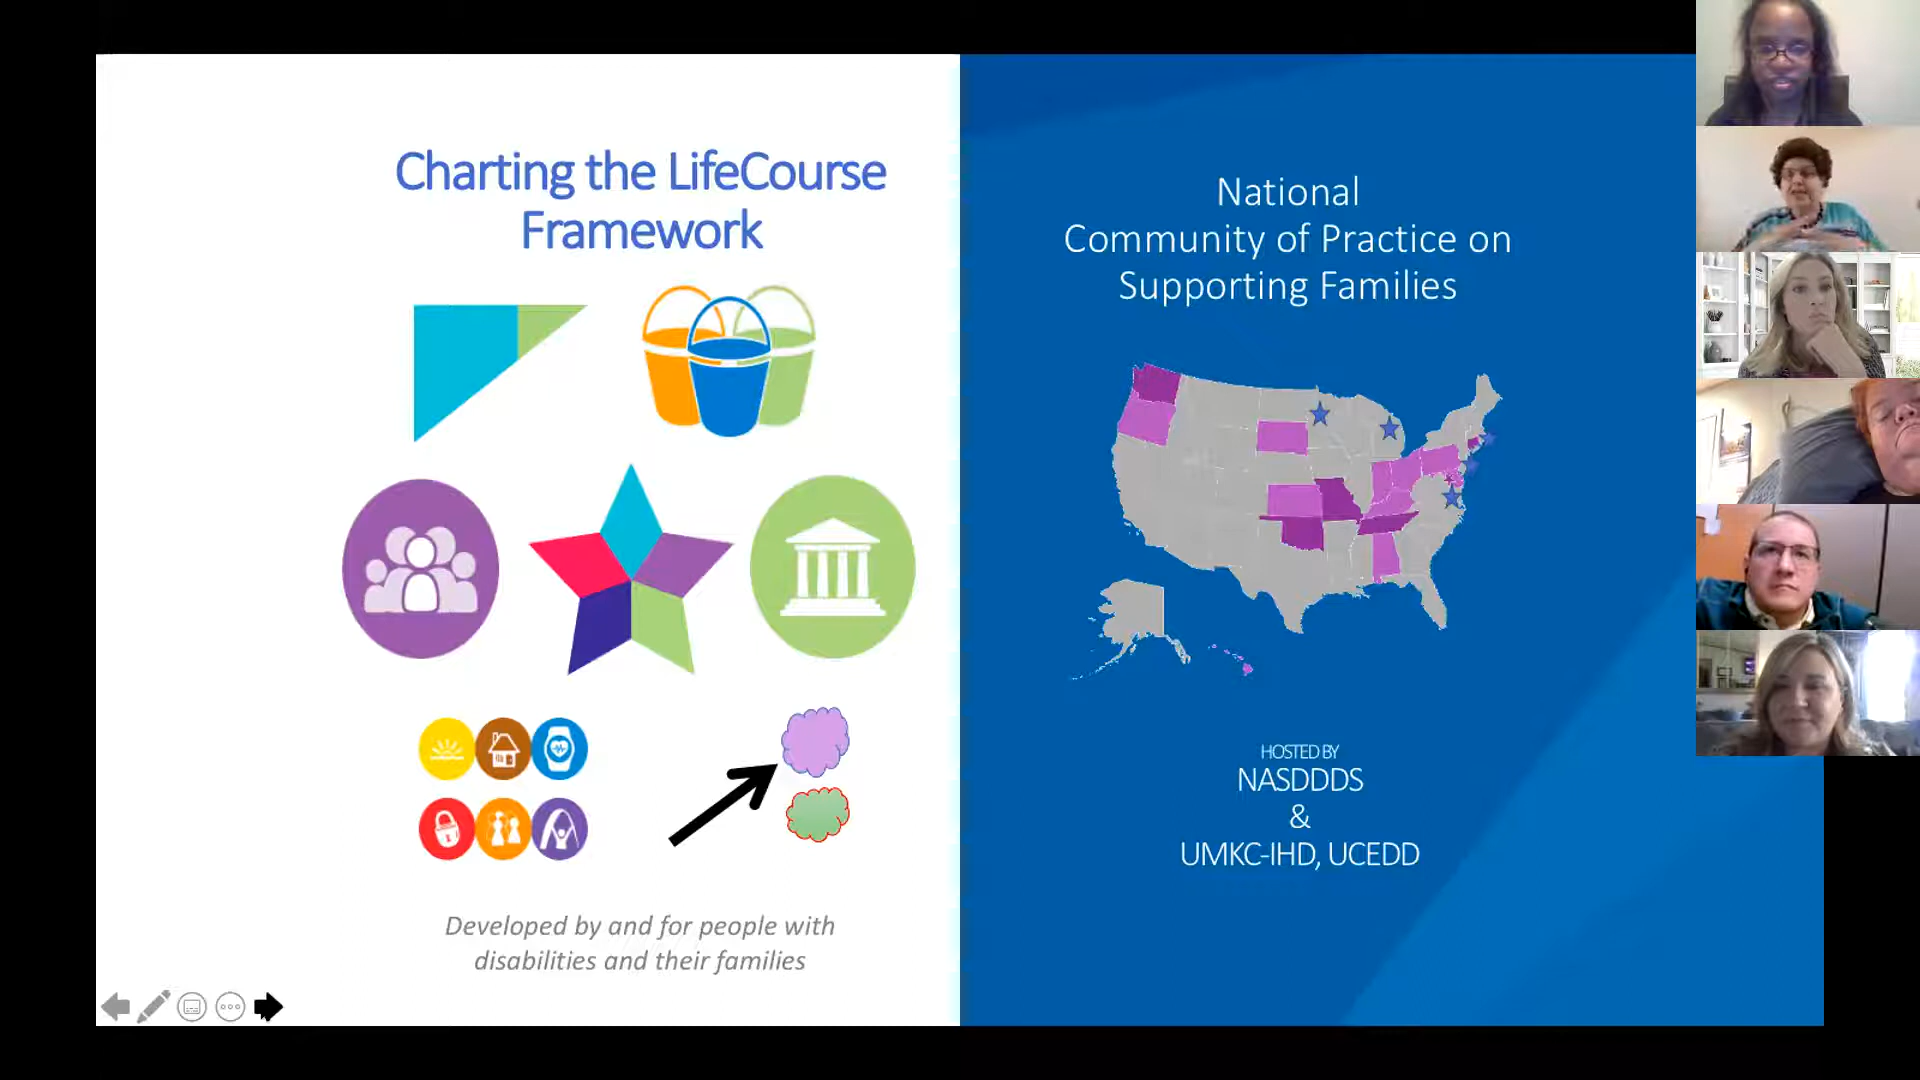 Charting the LifeCourse
Framework
Developed by and for people with
disabilities and their families
National
Community of Practice on
Supporting Families
HOSTED BY
NASDDDS
&
UMKC-IHD, UCEDD